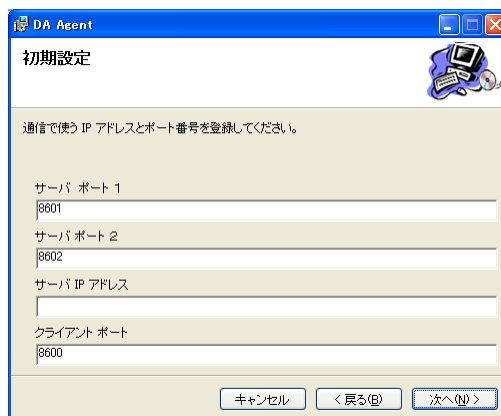 DA Agent
初期設定
通信で使う IP アドレスとポート番号を登録してください。
サーバ ポート 1
8601
サーバ ポート 2
8602
サーバ IP アドレス
クライアント ポート
8600
キャンセル
< 戻る(B)
次へ(N) >